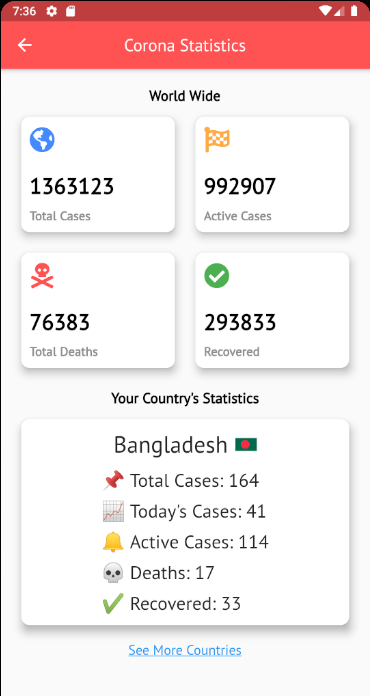 7:36
Corona Statistics
World Wide
1363123
Total Cases
992907
Active Cases
76383
Total Deaths
293833
Recovered
Your Country's Statistics
Bangladesh 🇧🇩
📌 Total Cases: 164
📈 Today's Cases: 41
🔔 Active Cases: 114
💀 Deaths: 17
✔️ Recovered: 33
See More Countries